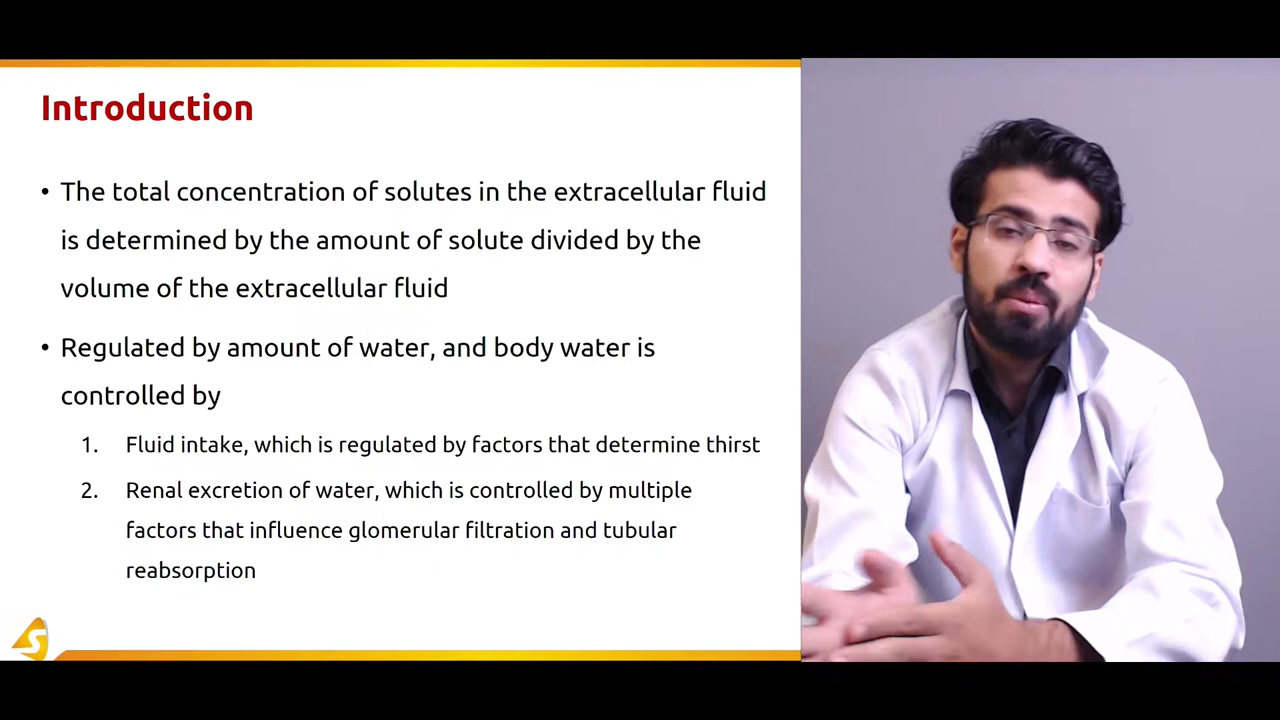 Introduction
• The total concentration of solutes in the extracellular fluid
is determined by the amount of solute divided by the
volume of the extracellular fluid
• Regulated by amount of water, and body water is
controlled by
1. Fluid intake, which is regulated by factors that determine thirst
2. Renal excretion of water, which is controlled by multiple
factors that influence glomerular filtration and tubular
reabsorption
S